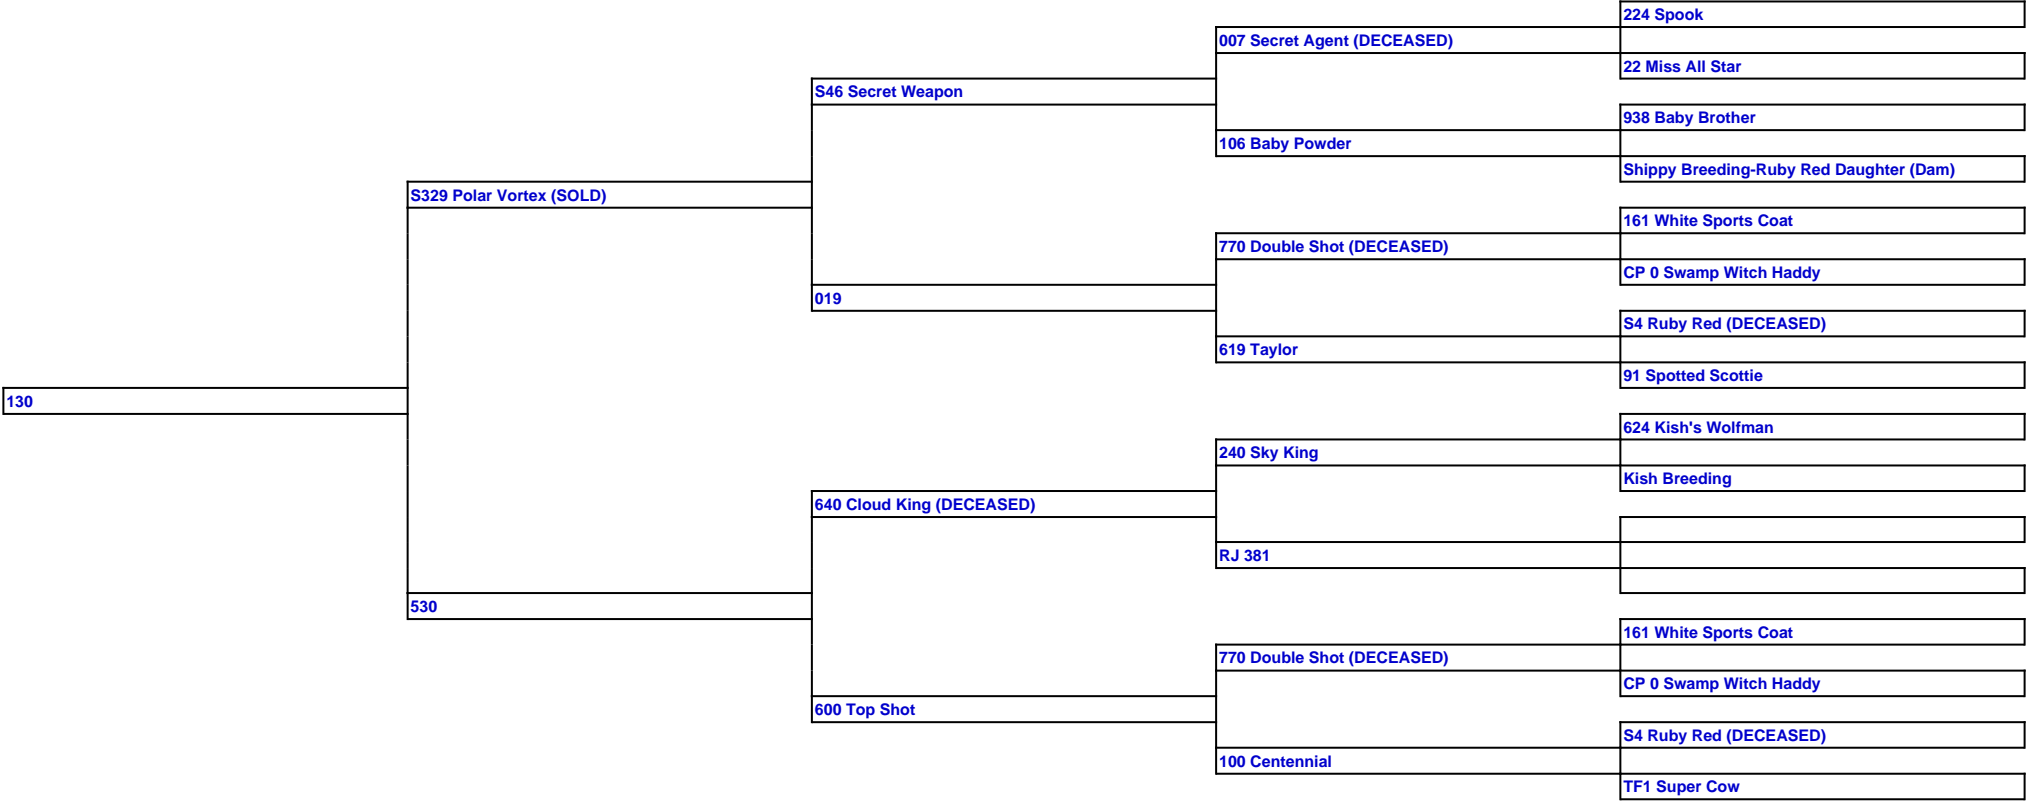 224 Spook
007 Secret Agent (DECEASED)
22 Miss All Star
S46 Secret Weapon
938 Baby Brother
106 Baby Powder
Shippy Breeding-Ruby Red Daughter (Dam)
S329 Polar Vortex (SOLD)
161 White Sports Coat
770 Double Shot (DECEASED)
CP 0 Swamp Witch Haddy
019
S4 Ruby Red (DECEASED)
619 Taylor
91 Spotted Scottie
130
624 Kish's Wolfman
240 Sky King
Kish Breeding
640 Cloud King (DECEASED)
RJ 381
530
161 White Sports Coat
770 Double Shot (DECEASED)
CP 0 Swamp Witch Haddy
600 Top Shot
S4 Ruby Red (DECEASED)
100 Centennial
TF1 Super Cow